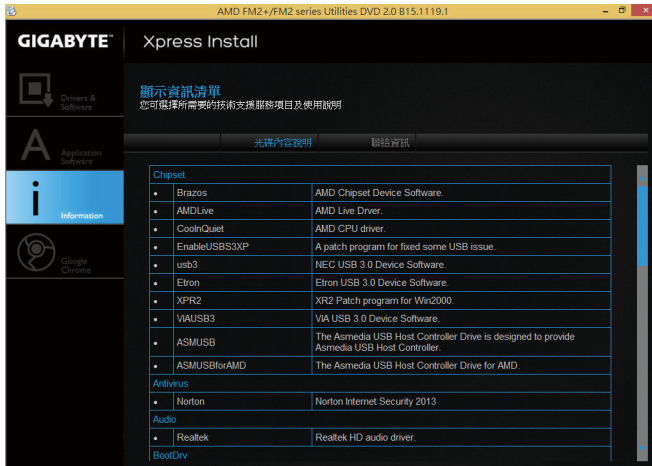 AMD FM2+/FM2 series Utilities DVD 2.0 B15.1119.1
GIGABYTE™
Xpress Install
Drivers &
Software
Application
Software
Information
Google
Chrome
顯示資訊清單
您可選擇所需要的技術支援服務項目及使用說明
光碟內容說明 聯絡資訊
Chipset
• Brazos AMD Chipset Device Software.
• AMDLive AMD Live Drver.
• CoolnQuiet AMD CPU driver.
• EnableUSBS3XP A patch program for fixed some USB issue.
• usb3 NEC USB 3.0 Device Software.
• Etron Etron USB 3.0 Device Software.
• XPR2 XR2 Patch program for Win2000.
• VIAUSB3 VIA USB 3.0 Device Software.
• ASMUSB The Asmedia USB Host Controller Drive is designed to provide
Asmedia USB Host Controller.
• ASMUSBforAMD The Asmedia USB Host Controller Drive for AMD.
Antivirus
• Norton Norton Internet Security 2013
Audio
• Realtek Realtek HD audio driver.
BootDrv